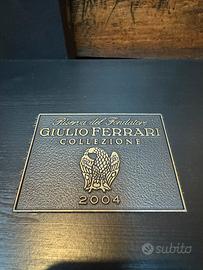 Riserva del Fondatore
GIULIO FERRARI
COLLEZIONE
2004
subito